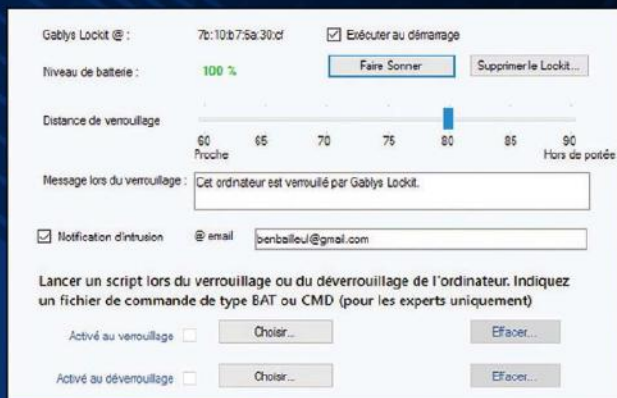 Gablys Lockit @ : 7b:10:b7:5a:30:cf Exécuter au démarrage
Niveau de batterie : 100 % Faire Sonner Supprimer le Lockit...
Distance de verrouillage
60 65 70 75 80 85 90
Proche Hors de portée
Message lors du verrouillage : Cet ordinateur est verrouillé par Gablys Lockit.
Notification d'intrusion @ email benbailleul@gmail.com
Lancer un script lors du verrouillage ou du déverrouillage de l'ordinateur. Indiquez
un fichier de commande de type BAT ou CMD (pour les experts uniquement)
Activé au verrouillage Choisir... Effacer...
Activé au déverrouillage Choisir... Effacer...